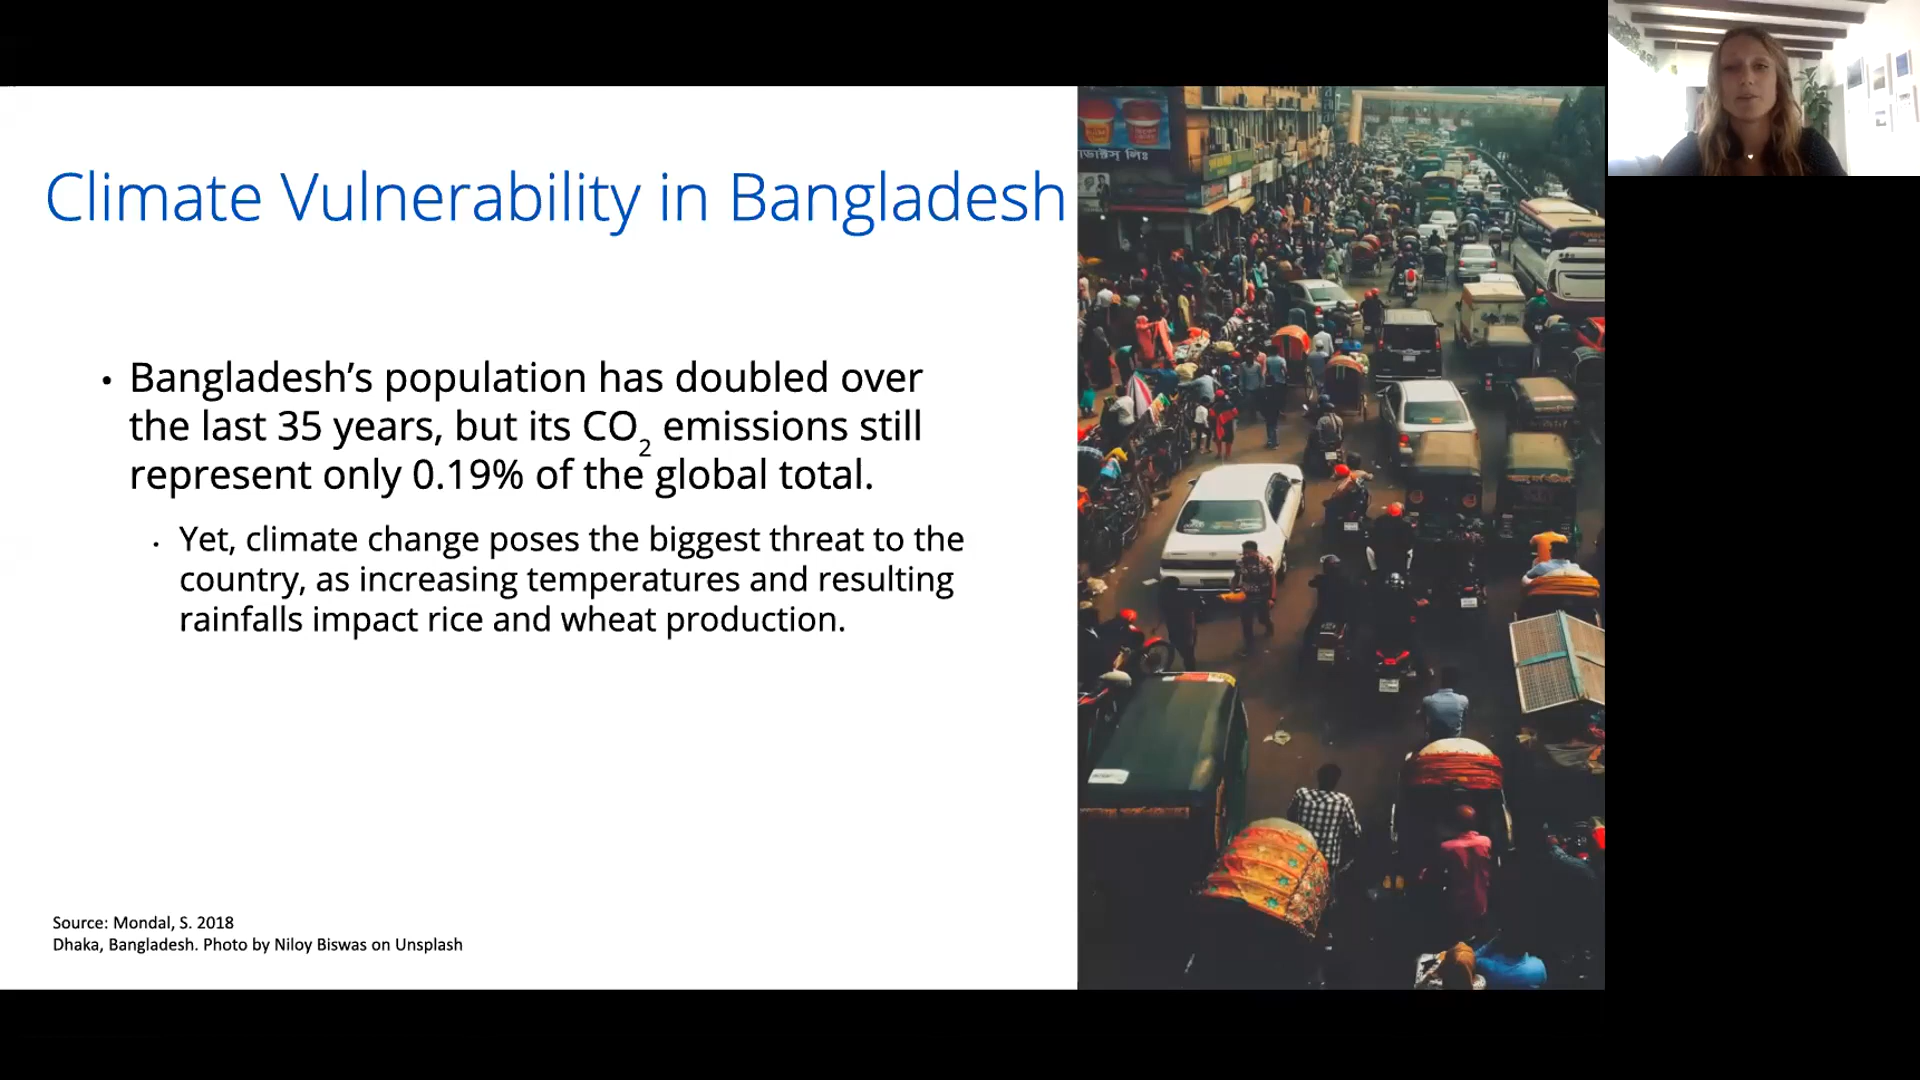 Climate Vulnerability in Bangladesh
• Bangladesh’s population has doubled over
the last 35 years, but its CO₂ emissions still
represent only 0.19% of the global total.
• Yet, climate change poses the biggest threat to the
country, as increasing temperatures and resulting
rainfalls impact rice and wheat production.
Source: Mondal, S. 2018
Dhaka, Bangladesh. Photo by Niloy Biswas on Unsplash